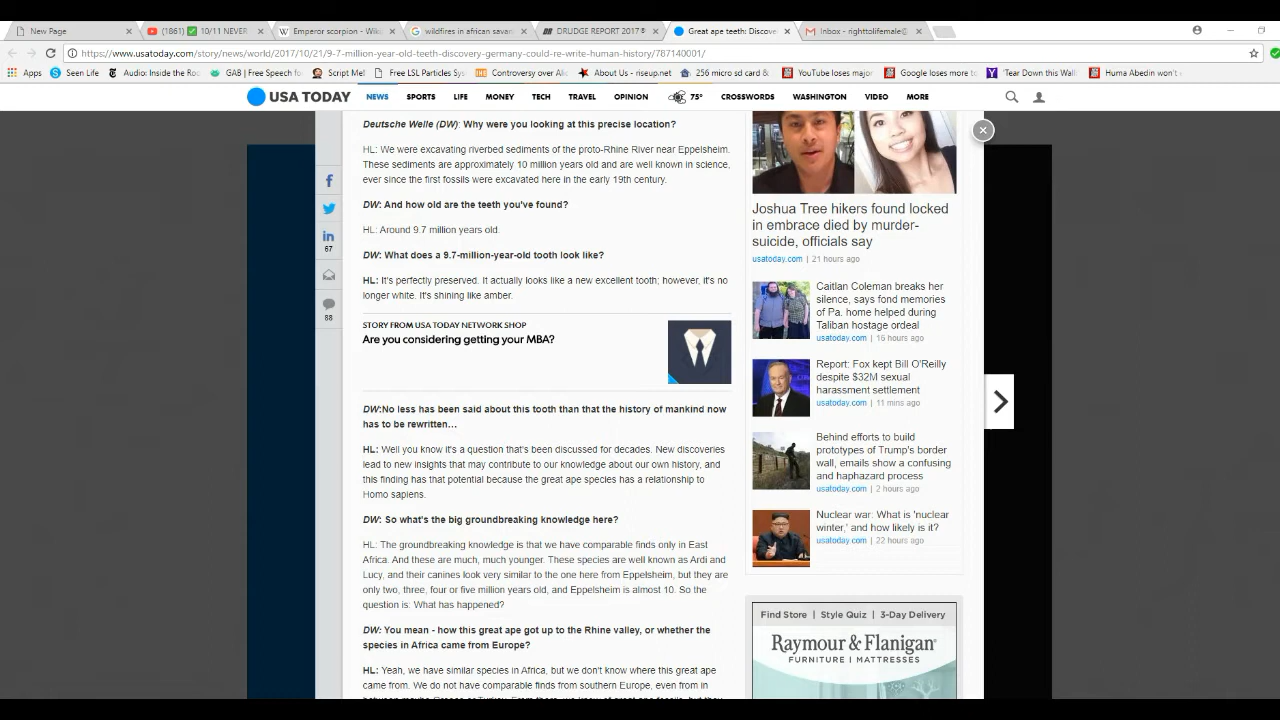 New Page
(1861) ✅ 10/11 NEVER
Emperor scorpion - Wiki
wildfires in african savan
DRUDGE REPORT 2017®
Great ape teeth: Discove
Inbox - righttolifemale@
https://www.usatoday.com/story/news/world/2017/10/21/9-7-million-year-old-teeth-discovery-germany-could-re-write-human-history/787140001/
Apps
Seen Life
Audio: Inside the Roo
GAB | Free Speech fo
Script Me!
Free LSL Particles Sys
Controversy over Alic
About Us - riseup.net
256 micro sd card &
YouTube loses major
Google loses more to
'Tear Down this Wall
Huma Abedin won't
USA TODAY
NEWS
SPORTS
LIFE
MONEY
TECH
TRAVEL
OPINION
75°
CROSSWORDS
WASHINGTON
VIDEO
MORE
Deutsche Welle (DW): Why were you looking at this precise location?
HL: We were excavating riverbed sediments of the proto-Rhine River near Eppelsheim.
These sediments are approximately 10 million years old and are well known in science,
ever since the first fossils were excavated here in the early 19th century.
DW: And how old are the teeth you've found?
HL: Around 9.7 million years old.
DW: What does a 9.7-million-year-old tooth look like?
HL: It's perfectly preserved. It actually looks like a new excellent tooth; however, it's no
longer white. It's shining like amber.
67
88
STORY FROM USA TODAY NETWORK SHOP
Are you considering getting your MBA?
DW:No less has been said about this tooth than that the history of mankind now
has to be rewritten…
HL: Well you know it's a question that's been discussed for decades. New discoveries
lead to new insights that may contribute to our knowledge about our own history, and
this finding has that potential because the great ape species has a relationship to
Homo sapiens.
DW: So what's the big groundbreaking knowledge here?
HL: The groundbreaking knowledge is that we have comparable finds only in East
Africa. And these are much, much younger. These species are well known as Ardi and
Lucy, and their canines look very similar to the one here from Eppelsheim, but they are
only two, three, four or five million years old, and Eppelsheim is almost 10. So the
question is: What has happened?
DW: You mean - how this great ape got up to the Rhine valley, or whether the
species in Africa came from Europe?
HL: Yeah, we have similar species in Africa, but we don't know where this great ape
came from. We do not have comparable finds from southern Europe, even from in
Joshua Tree hikers found locked
in embrace died by murder-
suicide, officials say
usatoday.com | 21 hours ago
Caitlan Coleman breaks her
silence, says fond memories
of Pa. home helped during
Taliban hostage ordeal
usatoday.com | 16 hours ago
Report: Fox kept Bill O'Reilly
despite $32M sexual
harassment settlement
usatoday.com | 11 mins ago
Behind efforts to build
prototypes of Trump's border
wall, emails show a confusing
and haphazard process
usatoday.com | 2 hours ago
Nuclear war: What is 'nuclear
winter,' and how likely is it?
usatoday.com | 22 hours ago
Find Store | Style Quiz | 3-Day Delivery
Raymour & Flanigan®
FURNITURE | MATTRESSES